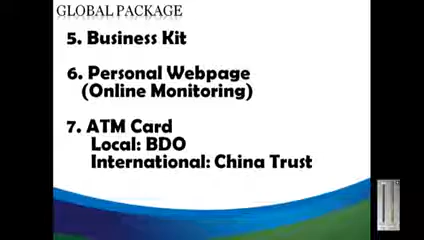 GLOBAL PACKAGE
5. Business Kit
6. Personal Webpage
(Online Monitoring)
7. ATM Card
Local: BDO
International: China Trust